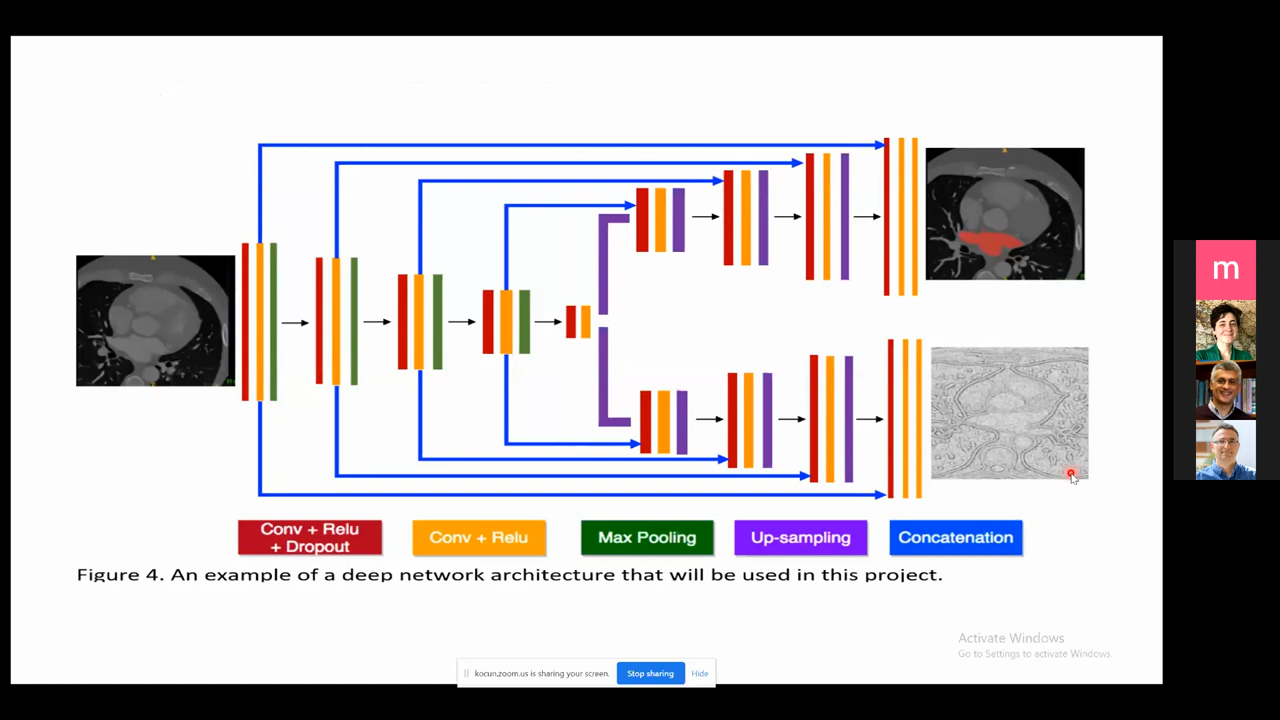 m
Conv + Relu
+ Dropout
Conv + Relu
Max Pooling
Up-sampling
Concatenation
Figure 4. An example of a deep network architecture that will be used in this project.
Activate Windows
Go to Settings to activate Windows.
kocun.zoom.us is sharing your screen.
Stop sharing
Hide